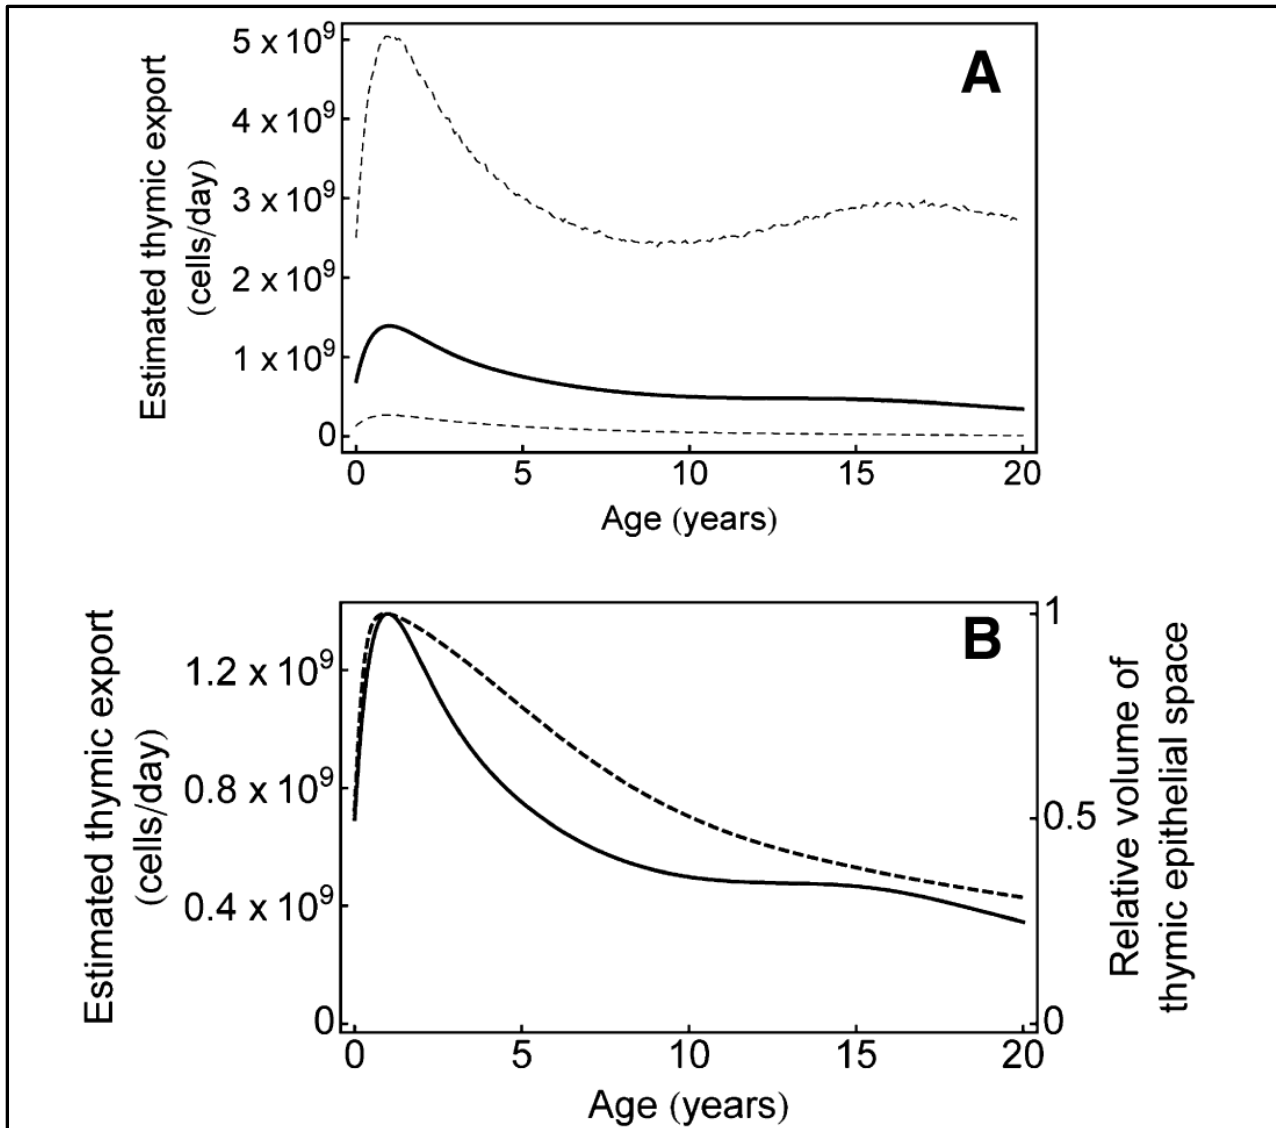 A
Estimated thymic export
(cells/day)
5 x 10⁹
4 x 10⁹
3 x 10⁹
2 x 10⁹
1 x 10⁹
0
0 5 10 15 20
Age (years)
B
Estimated thymic export
(cells/day)
1.2 x 10⁹
0.8 x 10⁹
0.4 x 10⁹
0
1
0.5
0
Relative volume of
thymic epithelial space
0 5 10 15 20
Age (years)